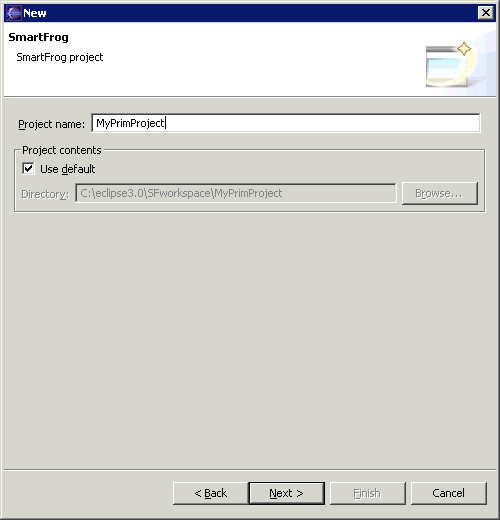 New
SmartFrog
SmartFrog project
Project name: MyPrimProject
Project contents
Use default
Directory: C:\eclipse3.0\SFworkspace\MyPrimProject Browse...
< Back Next > Finish Cancel